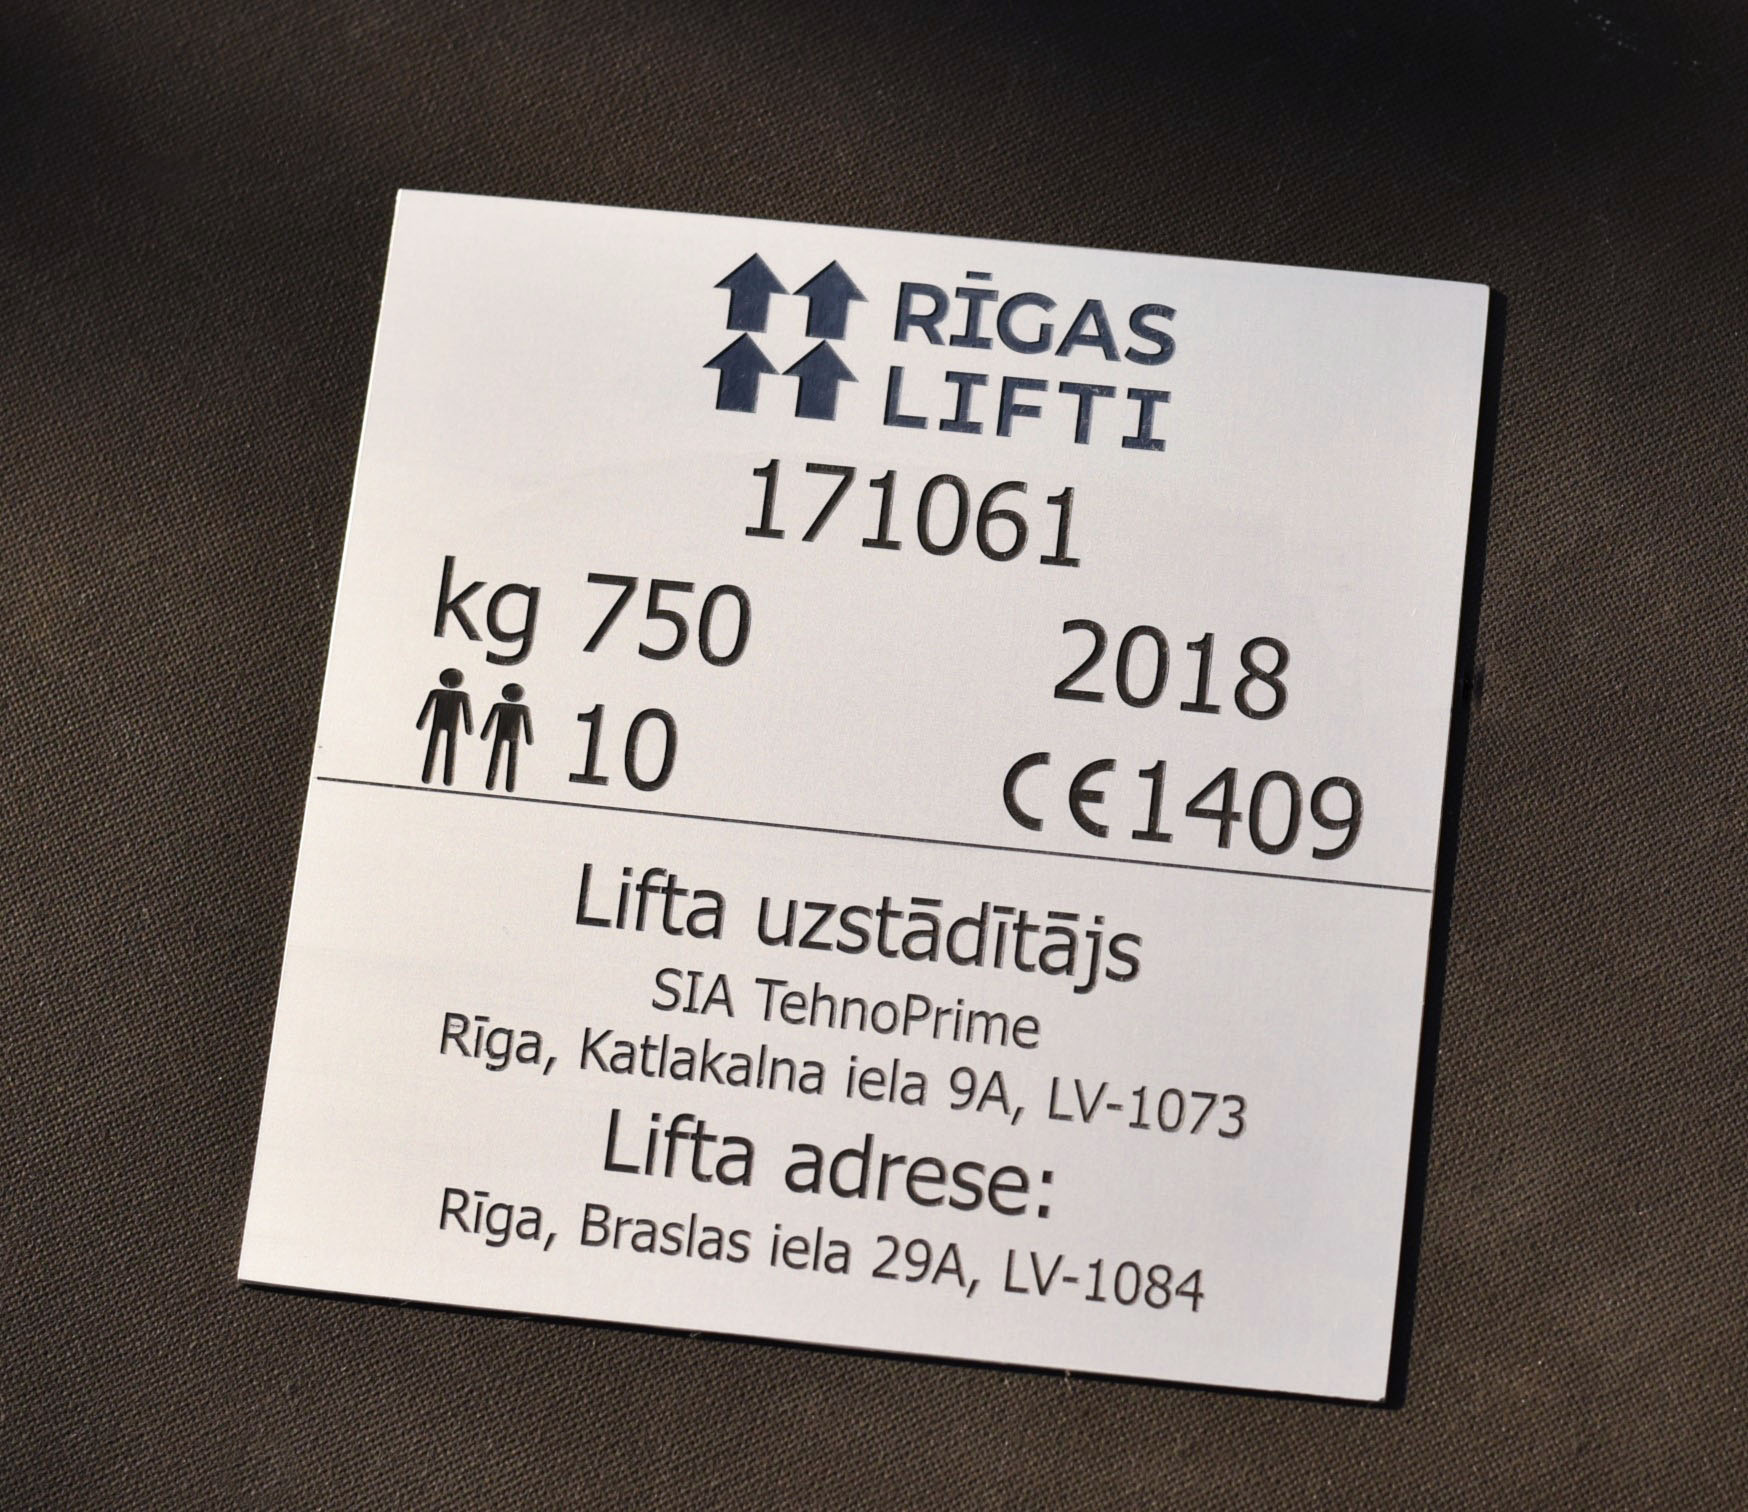 RĪGAS
LIFTI
171061
kg 750 2018
10 CE1409
Lifta uzstādītājs
SIA TehnoPrime
Rīga, Katlakalna iela 9A, LV-1073
Lifta adrese:
Rīga, Braslas iela 29A, LV-1084